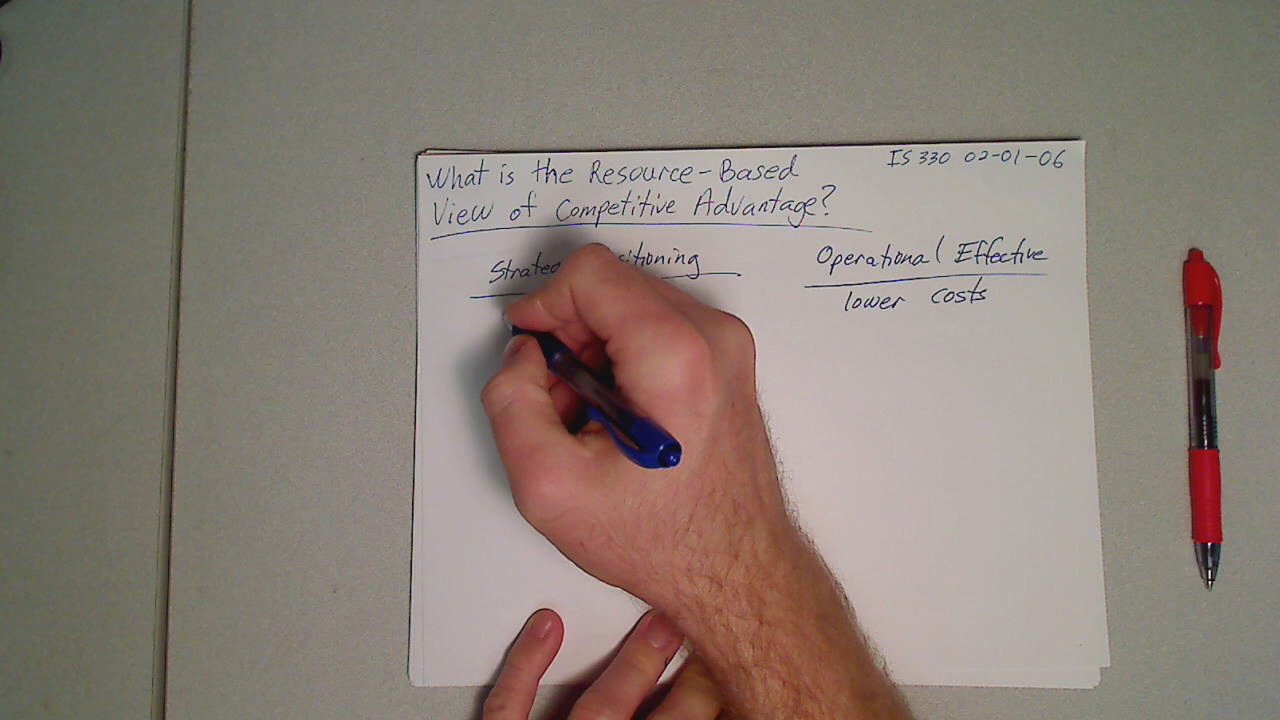 What is the Resource-Based IS 330 02-01-06
View of Competitive Advantage?
Operational Effective
lower costs